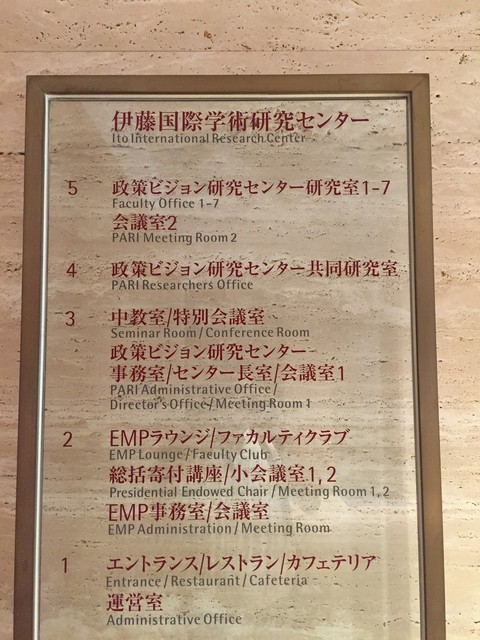 伊藤国際学術研究センター
Ito International Research Center
5 政策ビジョン研究センター研究室1-7
Faculty Office 1-7
会議室2
PARI Meeting Room 2
4 政策ビジョン研究センター共同研究室
PARI Researchers Office
3 中教室/特別会議室
Seminar Room / Conference Room
政策ビジョン研究センター
事務室/センター長室/会議室1
PARI Administrative Office /
Director's Office / Meeting Room 1
2 EMPラウンジ/ファカルティクラブ
EMP Lounge / Faculty Club
総括寄付講座/小会議室1, 2
Presidential Endowed Chair / Meeting Room 1, 2
EMP事務室/会議室
EMP Administration / Meeting Room
1 エントランス/レストラン/カフェテリア
Entrance / Restaurant / Cafeteria
運営室
Administrative Office